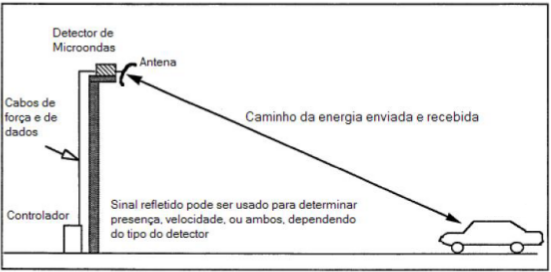 Detector de
Microondas
Antena
Cabos de
força e de
dados
Caminho da energia enviada e recebida
Controlador
Sinal refletido pode ser usado para determinar
presença, velocidade, ou ambos, dependendo
do tipo do detector